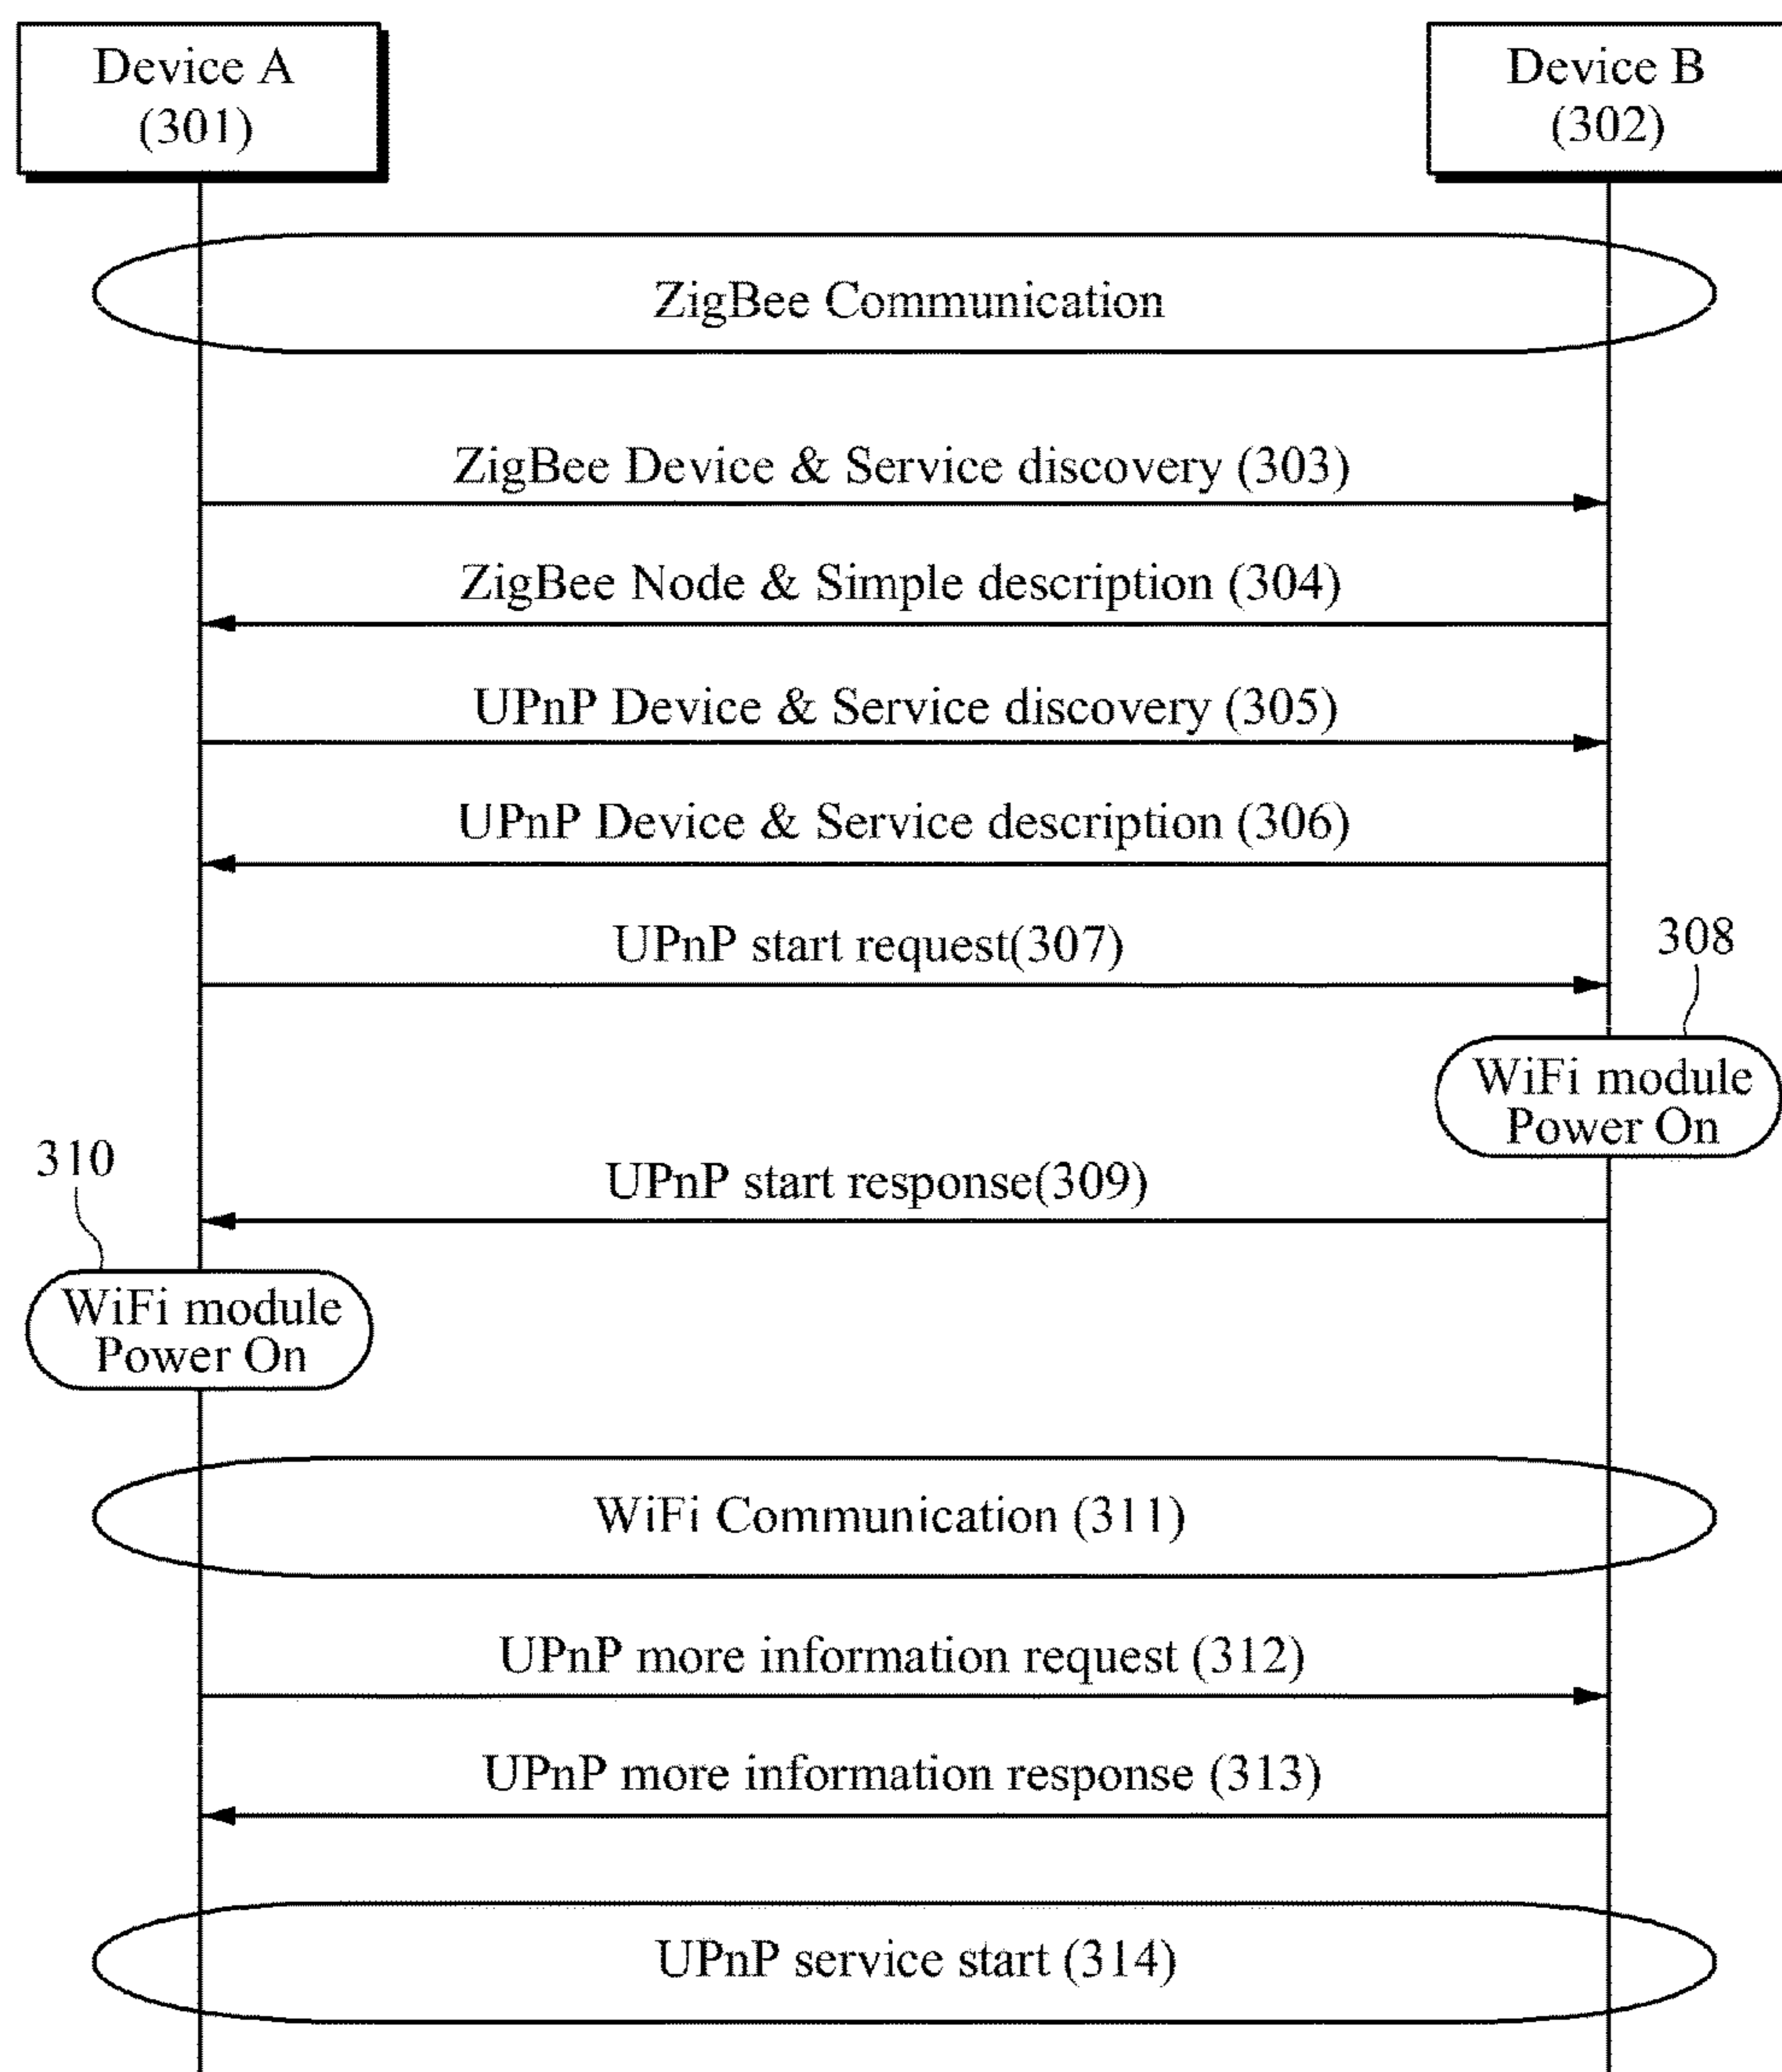 Device A
(301)
Device B
(302)
ZigBee Communication
ZigBee Device & Service discovery (303)
ZigBee Node & Simple description (304)
UPnP Device & Service discovery (305)
UPnP Device & Service description (306)
UPnP start request(307)
308
WiFi module
Power On
310
UPnP start response(309)
WiFi module
Power On
WiFi Communication (311)
UPnP more information request (312)
UPnP more information response (313)
UPnP service start (314)